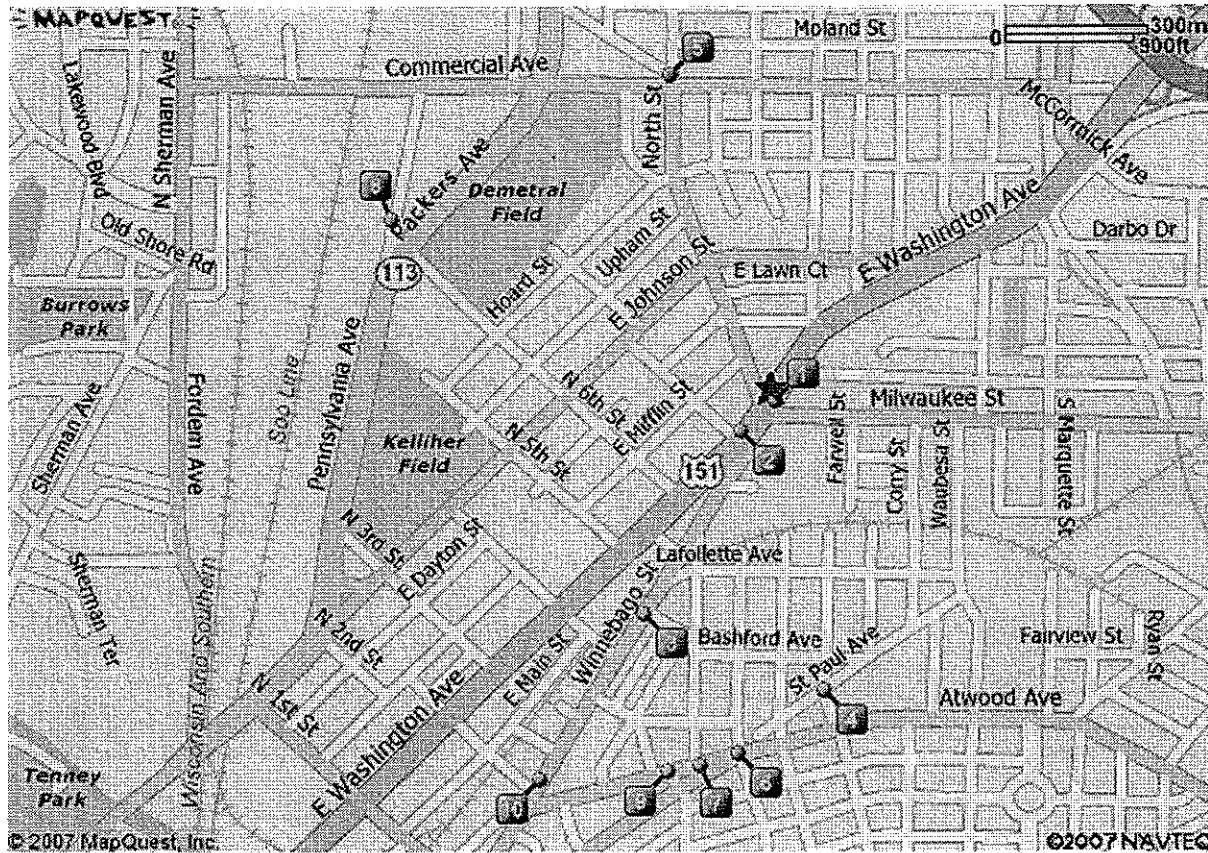 MAPQUEST
Moland St
0
300m
900ft
Commercial Ave
N Sherman Ave
Lakewood Blvd
North St
McCormick Ave
Packers Ave
Demetral
Field
Old Shore Rd
Upham St
E Washington Ave
Darbo Dr
113
Hoard St
E Johnson St
E Lawn Ct
Burrows
Park
Pennsylvania Ave
Soo Line
Fordem Ave
Sherman Ave
N 6th St
E Mifflin St
Milwaukee St
Kelliher
Field
N 5th St
151
Farwell St
Corry St
Waubesa St
S Marquette St
N 3rd St
E Dayton St
Lafollette Ave
Sherman Ter
Wisconsin And Southern
N 2nd St
Winnebago St
Bashford Ave
St Paul Ave
Fairview St
Ryan St
E Main St
N 1st St
E Washington Ave
Atwood Ave
Tenney
Park
© 2007 MapQuest, Inc.
©2007 NAVTEQ